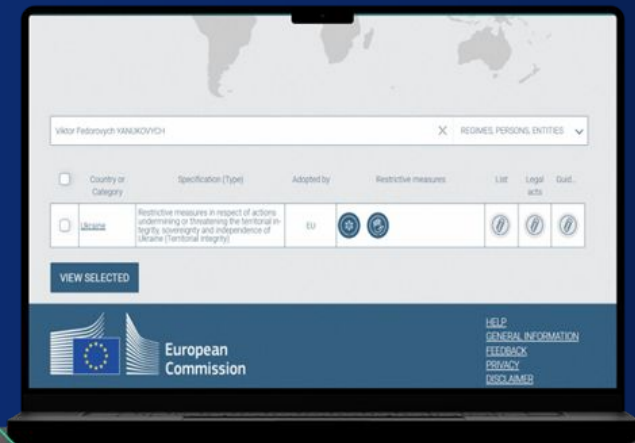 Viktor Fedorovych YANUKOVYCH
REGIMES, PERSONS, ENTITIES
Country or
Category
Specification (Type)
Adopted by
Restrictive measures
List
Legal
acts
Guid...
Ukraine
Restrictive measures in respect of actions
undermining or threatening the territorial in-
tegrity, sovereignty and independence of
Ukraine (Territorial integrity)
EU
VIEW SELECTED
European
Commission
HELP
GENERAL INFORMATION
FEEDBACK
PRIVACY
DISCLAIMER